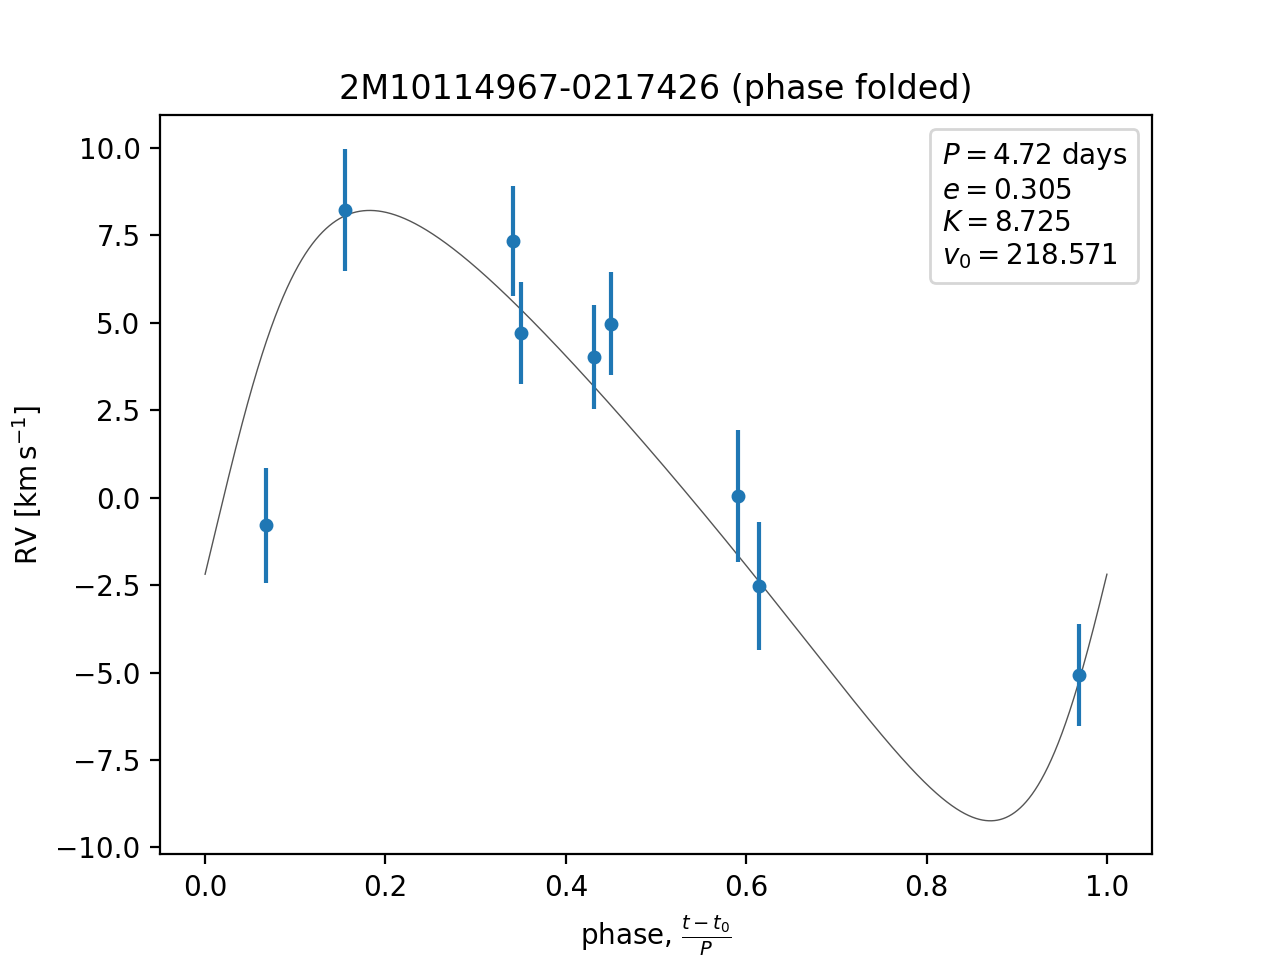 2M10114967-0217426 (phase folded)
P = 4.72 days
e = 0.305
K = 8.725
v₀ = 218.571
10.0
7.5
5.0
2.5
0.0
−2.5
−5.0
−7.5
−10.0
RV [km s⁻¹]
0.0 0.2 0.4 0.6 0.8 1.0
phase, (t − t₀)/P